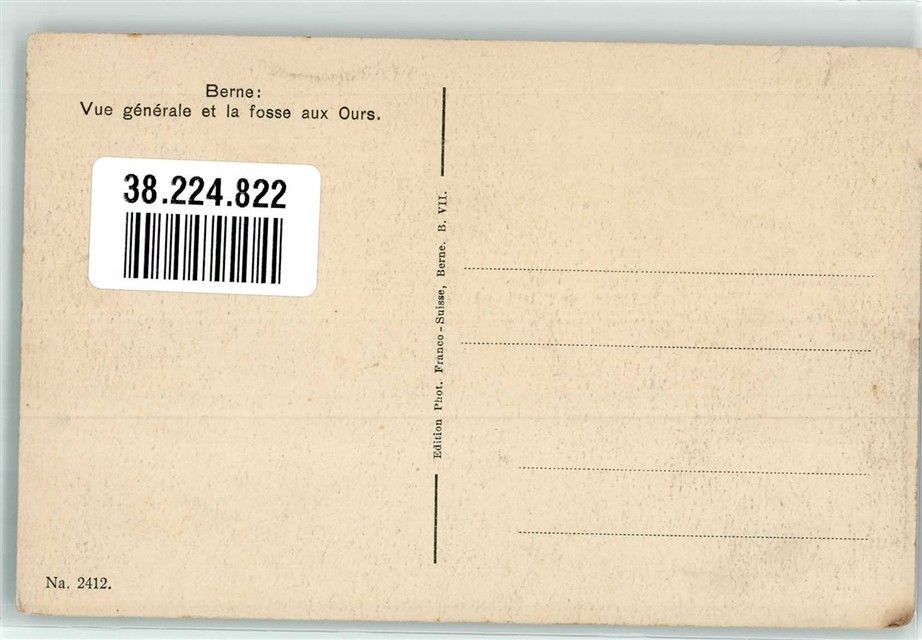 Berne:
Vue générale et la fosse aux Ours.
38.224.822
Edition Phot. Franco-Suisse, Berne. B. VII.
Na. 2412.